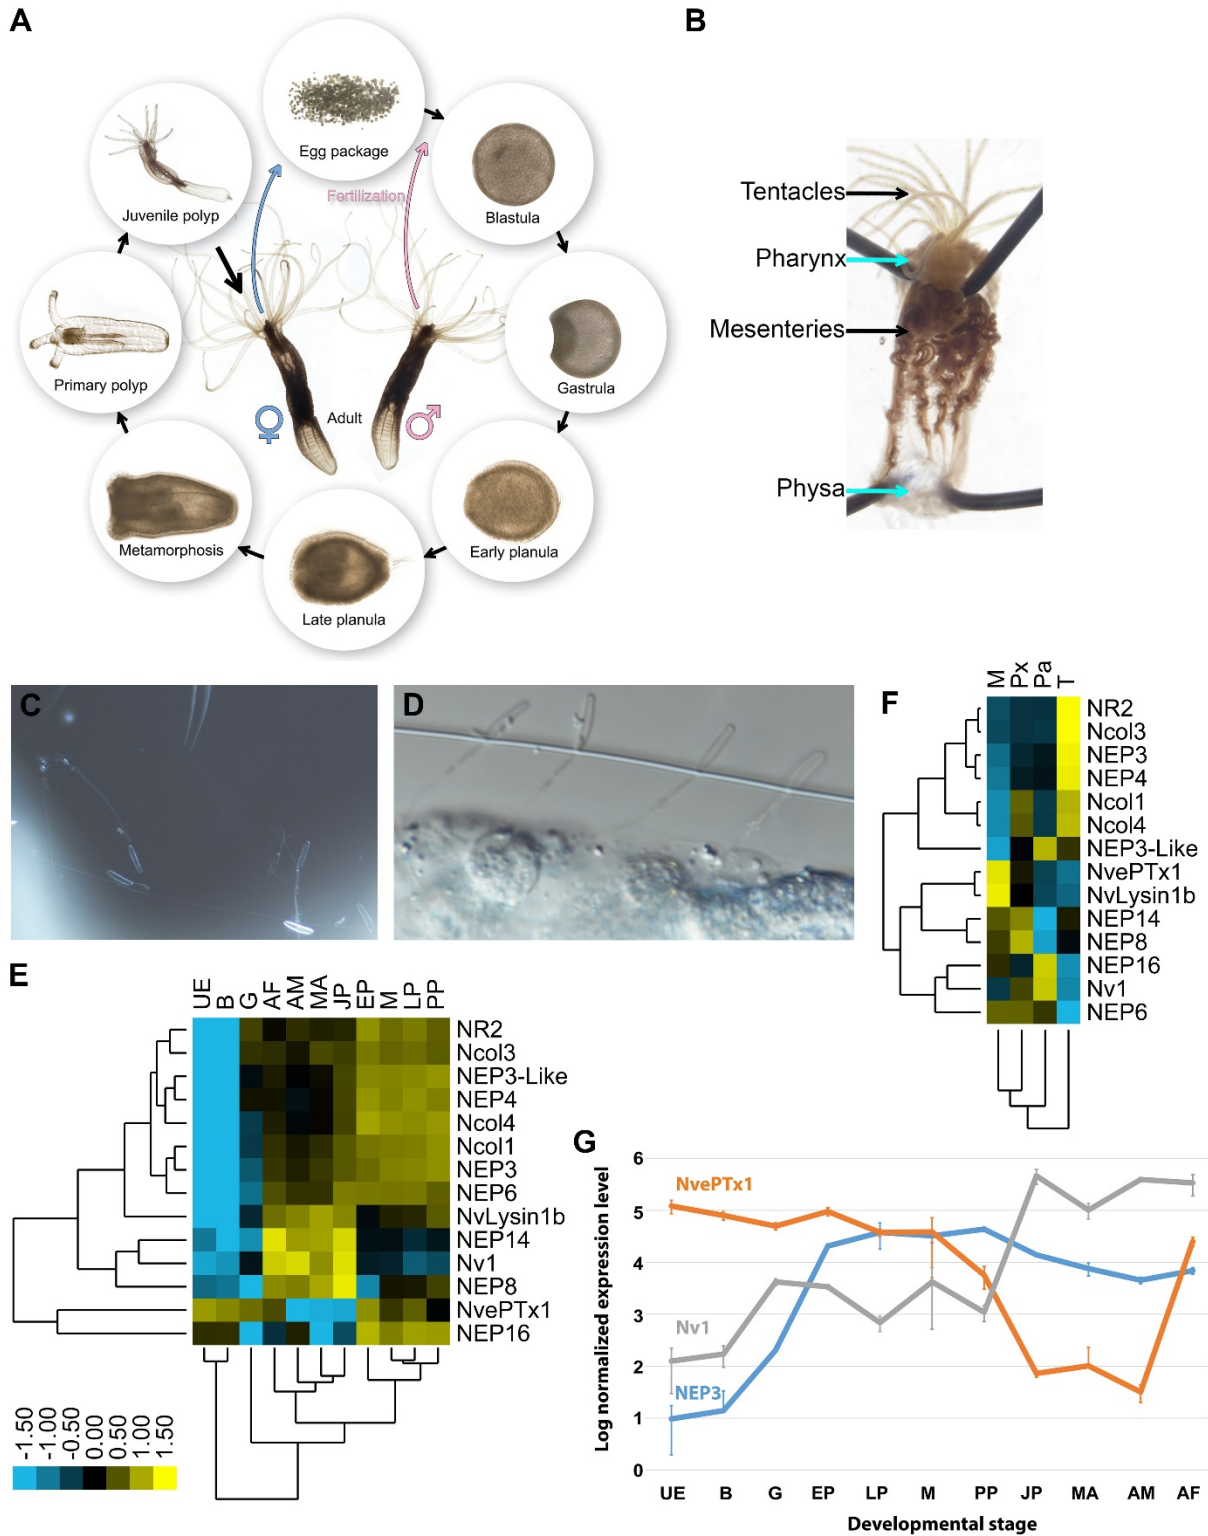 A
Egg package
Blastula
Gastrula
Early planula
Late planula
Metamorphosis
Primary polyp
Juvenile polyp
Fertilization
♀
Adult
♂
B
Tentacles
Pharynx
Mesenteries
Physa
C
D
E
UE B G AF AM MA JP EP M LP PP
NR2
Ncol3
NEP3-Like
NEP4
Ncol4
Ncol1
NEP3
NEP6
NvLysin1b
NEP14
Nv1
NEP8
NvePTx1
NEP16
-1.50 -1.00 -0.50 0.00 0.50 1.00 1.50
F
M Px Pa T
NR2
Ncol3
NEP3
NEP4
Ncol1
Ncol4
NEP3-Like
NvePTx1
NvLysin1b
NEP14
NEP8
NEP16
Nv1
NEP6
G
Log normalized expression level
6
5
4
3
2
1
0
NvePTx1
Nv1
NEP3
UE B G EP LP M PP JP MA AM AF
Developmental stage